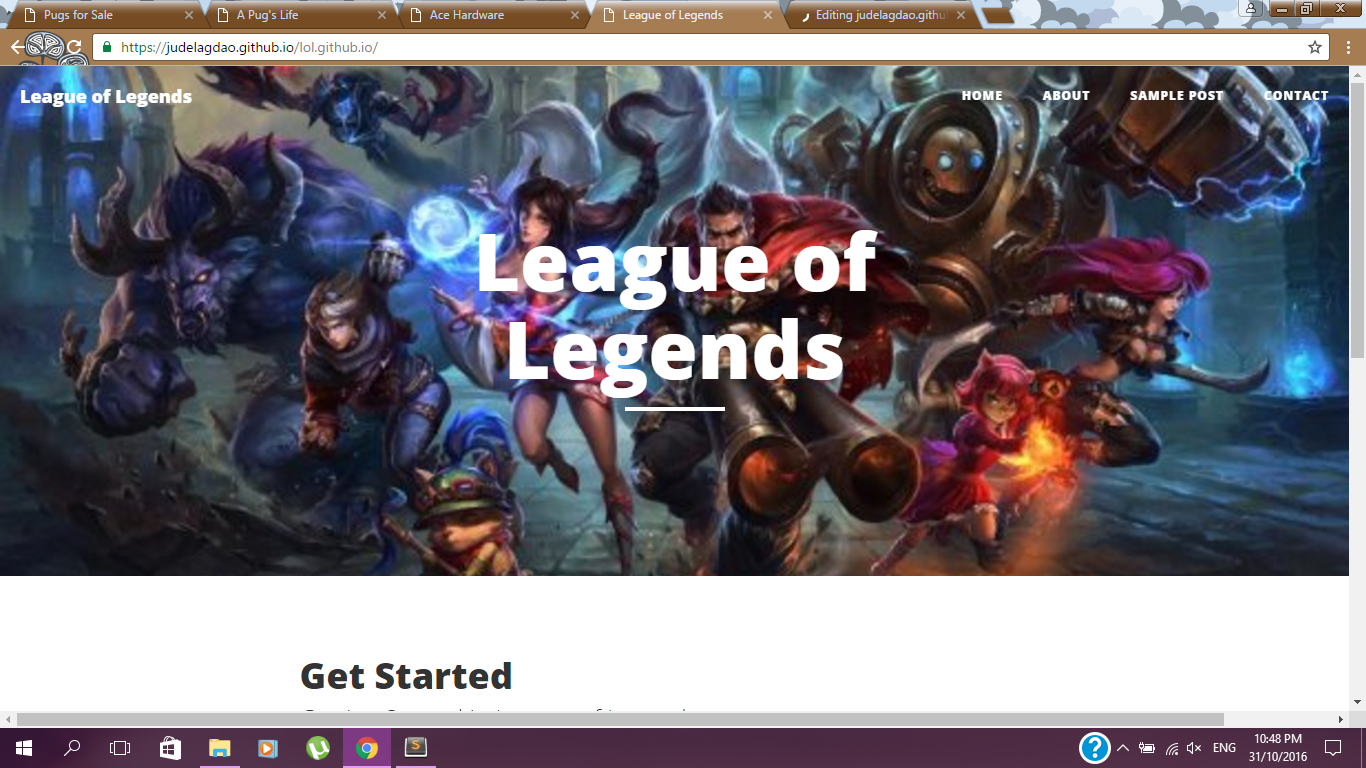 Pugs for Sale
A Pug's Life
Ace Hardware
League of Legends
Editing judelagdao.githu
https://judelagdao.github.io/lol.github.io/
League of Legends
HOME
ABOUT
SAMPLE POST
CONTACT
League of
Legends
Get Started
ENG
10:48 PM
31/10/2016